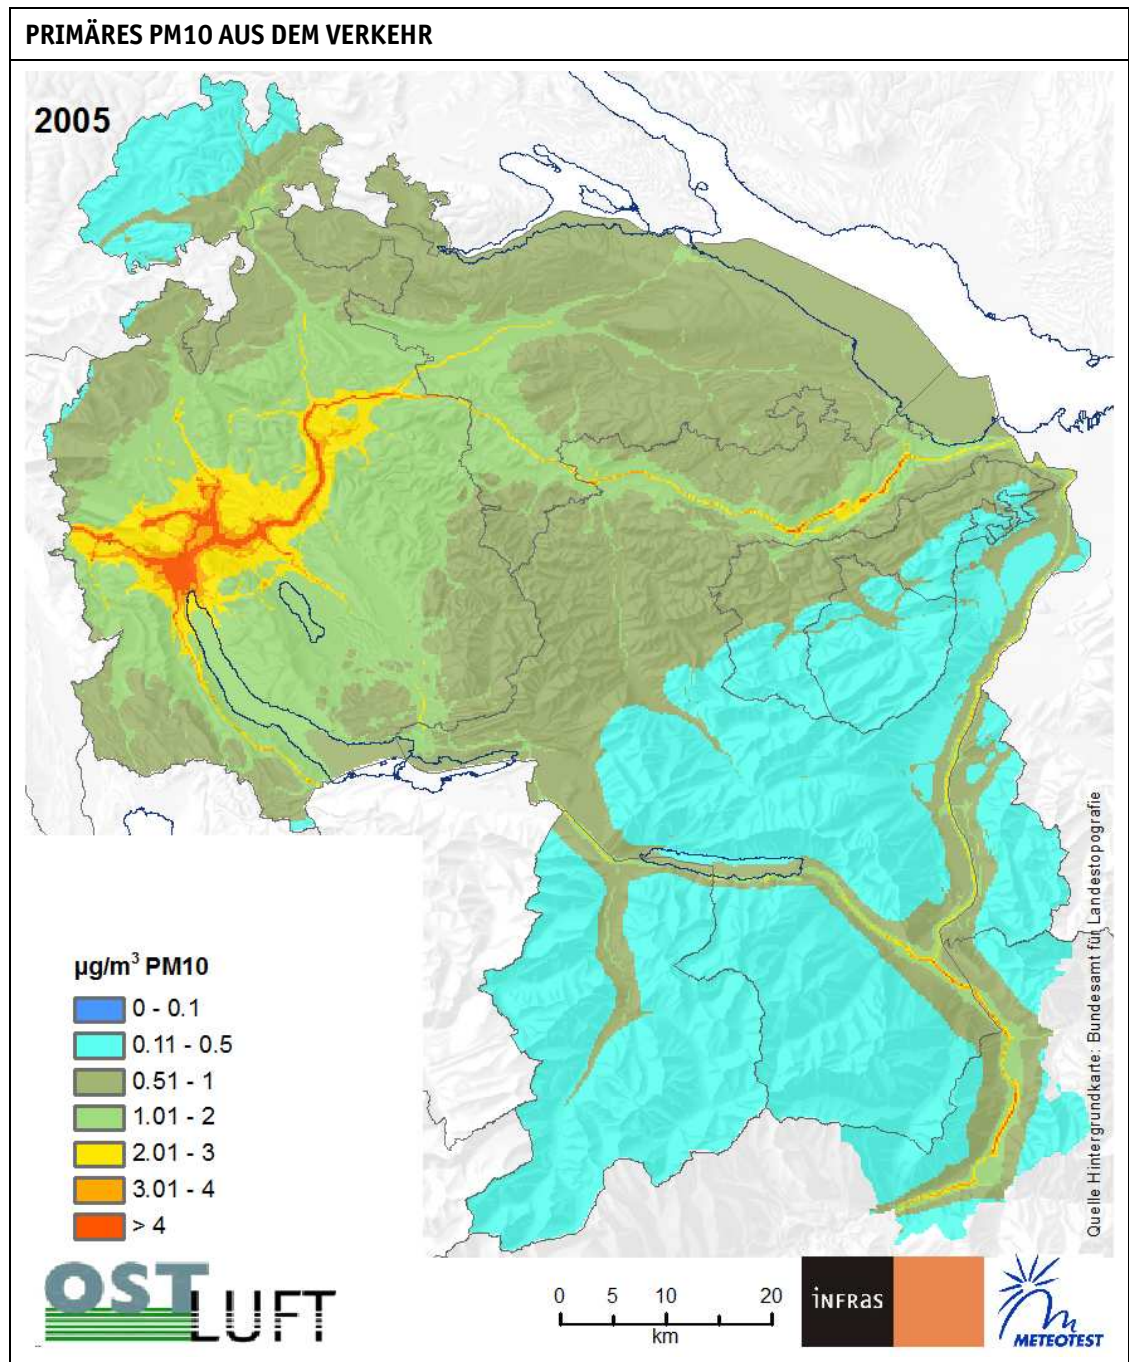 PRIMÄRES PM10 AUS DEM VERKEHR
2005
Quelle Hintergrundkarte: Bundesamt für Landestopografie
µg/m³ PM10
0 - 0.1
0.11 - 0.5
0.51 - 1
1.01 - 2
2.01 - 3
3.01 - 4
> 4
OSTLUFT
0 5 10 20
km
iNFRAS
METEOTEST